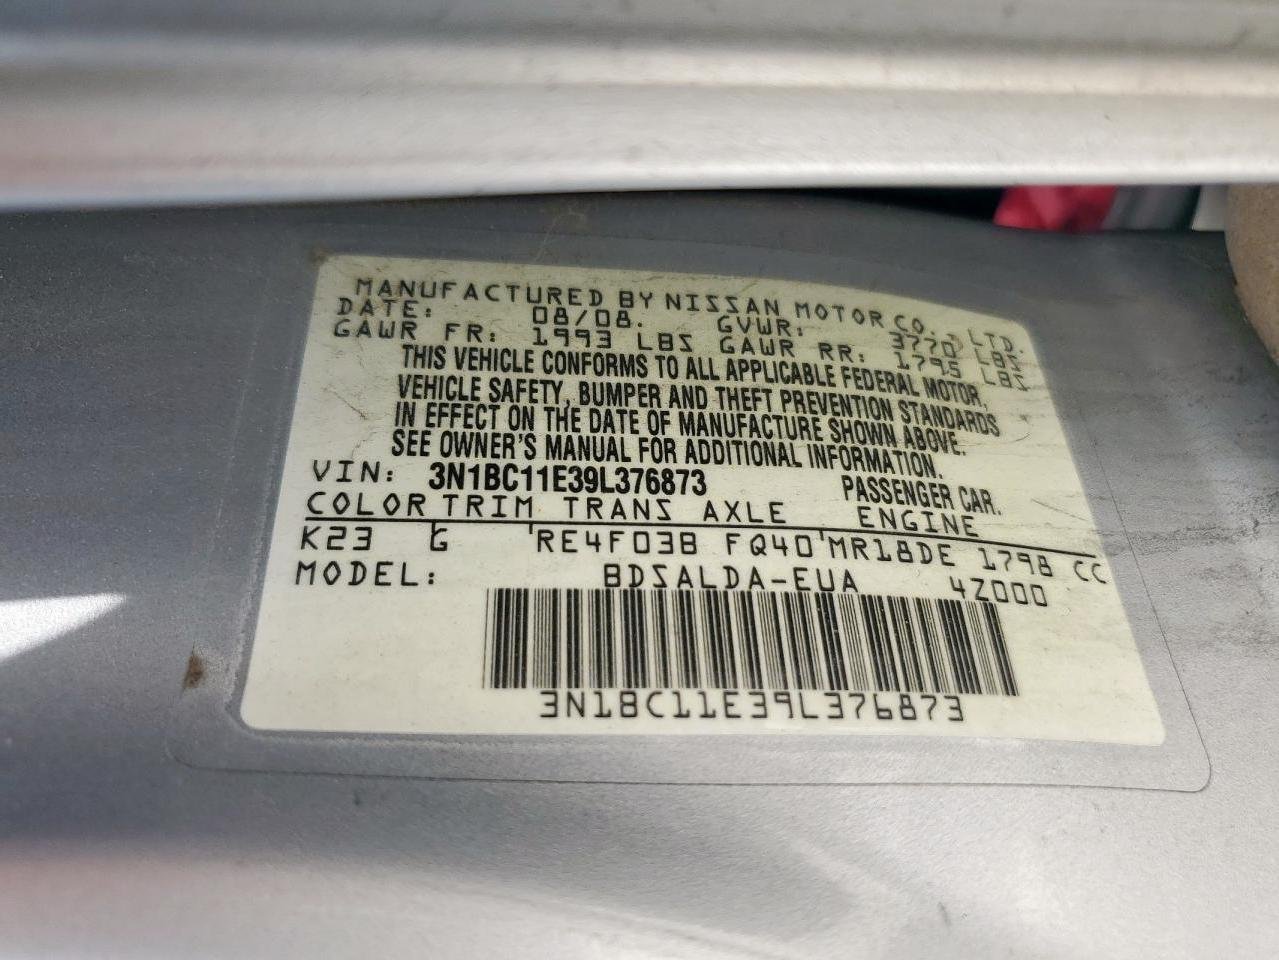 MANUFACTURED BY NISSAN MOTOR CO., LTD.
DATE: 08/08. GVWR: 3770 LBS
GAWR FR: 1993 LBS GAWR RR: 1795 LBS
THIS VEHICLE CONFORMS TO ALL APPLICABLE FEDERAL MOTOR,
VEHICLE SAFETY, BUMPER AND THEFT PREVENTION STANDARDS
IN EFFECT ON THE DATE OF MANUFACTURE SHOWN ABOVE.
SEE OWNER'S MANUAL FOR ADDITIONAL INFORMATION.
VIN: 3N1BC11E39L376873 PASSENGER CAR.
COLOR TRIM TRANS AXLE ENGINE
K23 G RE4F03B FQ40 MR18DE 1798 CC
MODEL: BDSALDA-EUA 4Z000
3N1BC11E39L376873